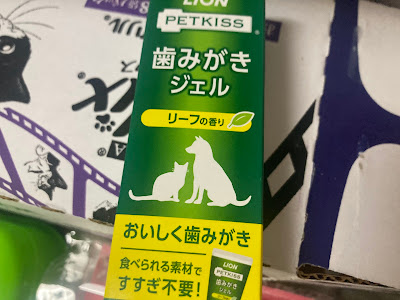 LION
PETKISS
歯みがき
ジェル
リーフの香り
おいしく歯みがき
食べられる素材で
すすぎ不要!
LION
PETKISS
歯みがき
ジェル